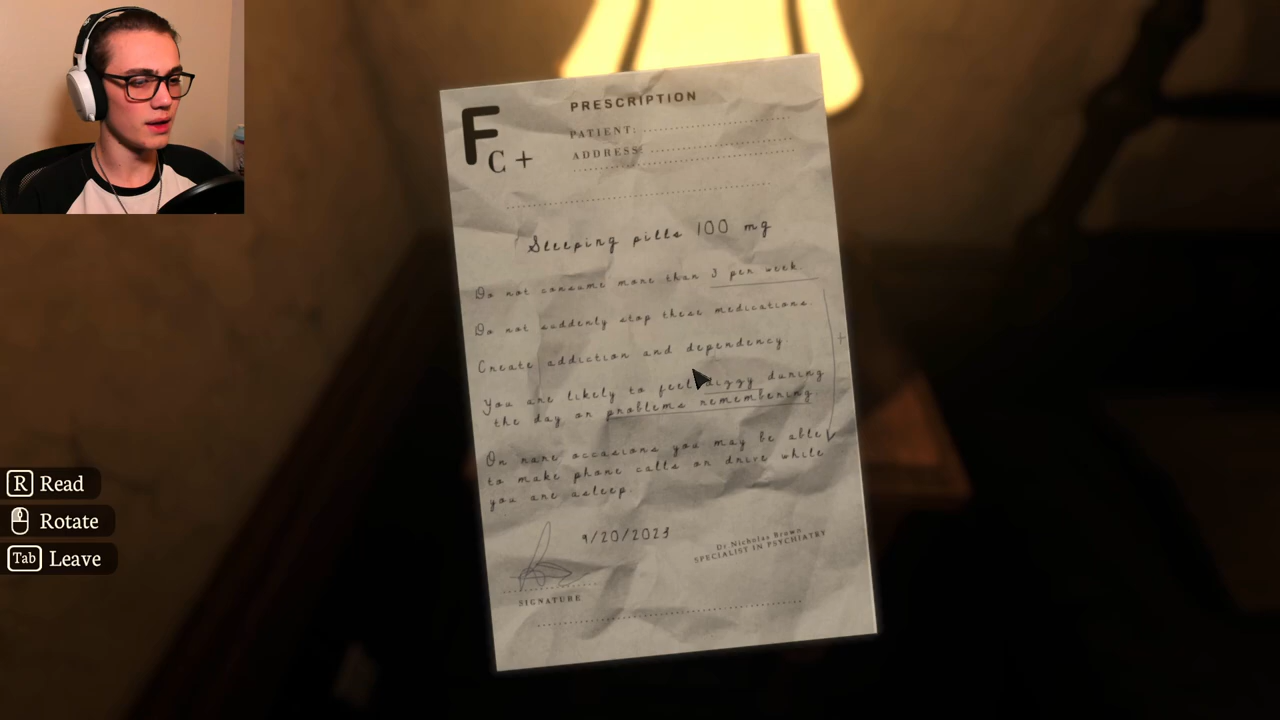 F
C +
PRESCRIPTION
PATIENT:
ADDRESS:
Sleeping pills 100 mg
Do not consume more than 3 per week.
Do not suddenly stop these medications.
Create addiction and dependency.
You are likely to feel diggy during
the day or problems remembering.
On rare occasions you may be able
to make phone calls or drive while
you are asleep.
9/20/2023
Dr Nicholas Brown
SPECIALIST IN PSYCHIATRY
SIGNATURE
R Read
Rotate
Tab Leave